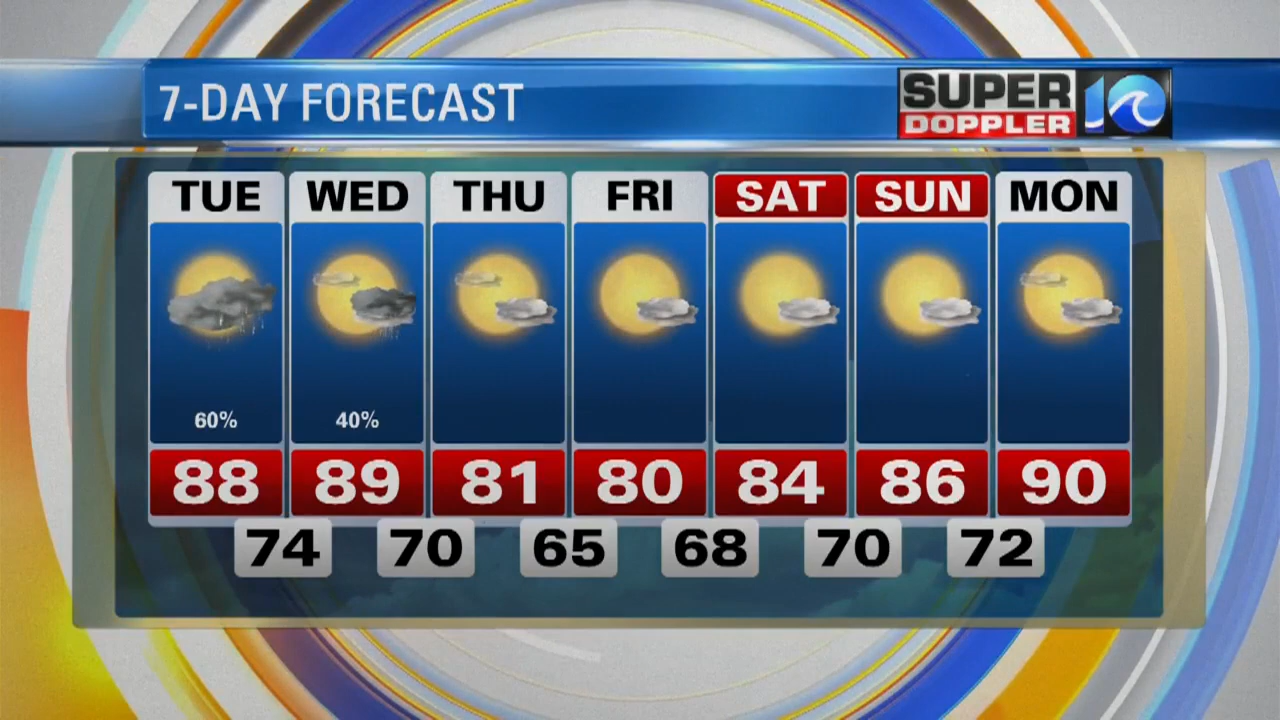 7-DAY FORECAST
SUPER
DOPPLER 10
TUE WED THU FRI SAT SUN MON
60% 40%
88 89 81 80 84 86 90
74 70 65 68 70 72